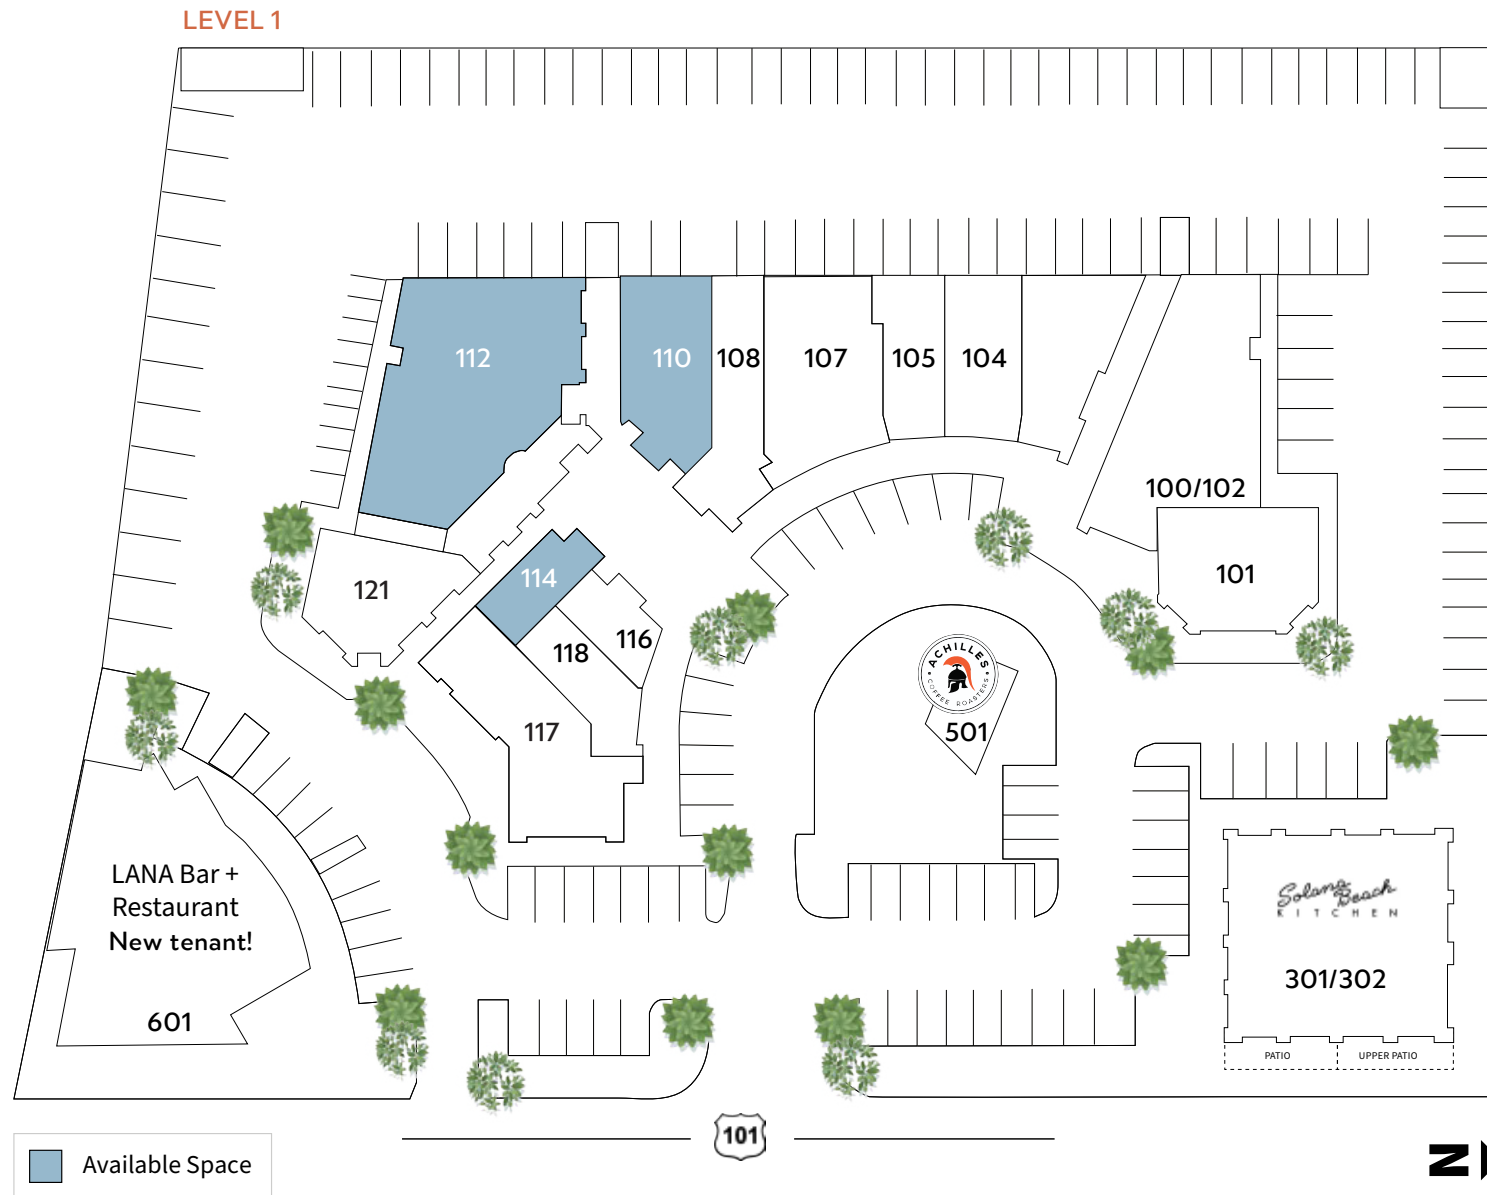 LEVEL 1
112
110
108
107
105
104
100/102
114
121
101
118
116
ACHILLES
COFFEE ROASTERS
501
117
LANA Bar +
Restaurant
New tenant!
601
Solana Beach
KITCHEN
301/302
PATIO
UPPER PATIO
101
Available Space
N